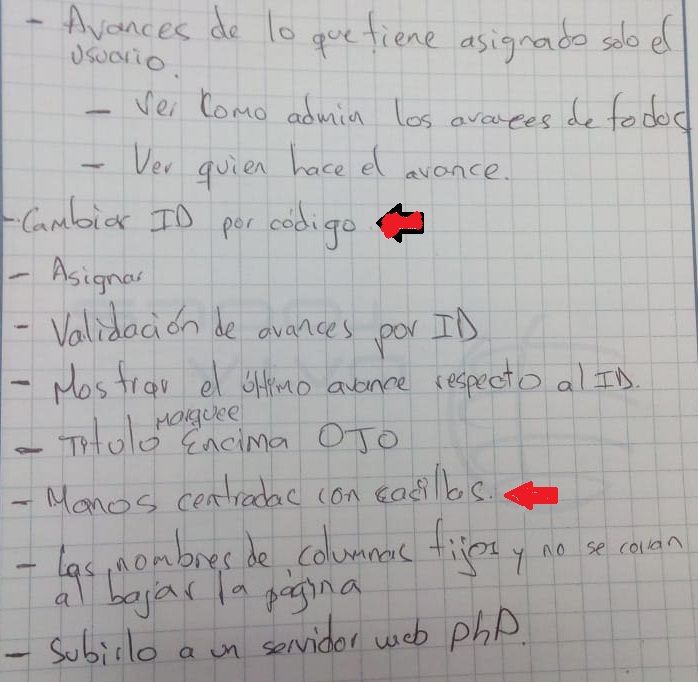 - Avances de lo que tiene asignado solo el
usuario.
- Ver como admin los avances de todos
- Ver quien hace el avance.
- Cambiar ID por código
- Asignar
- Validación de avances por ID
- Mostrar el último avance respecto al ID.
Marquee
- Titulo Encima OJO
- Manos centradas con casillas.
- Las nombres de columnas fijos y no se corran
al bajar la página
- Subirlo a un servidor web PhP.